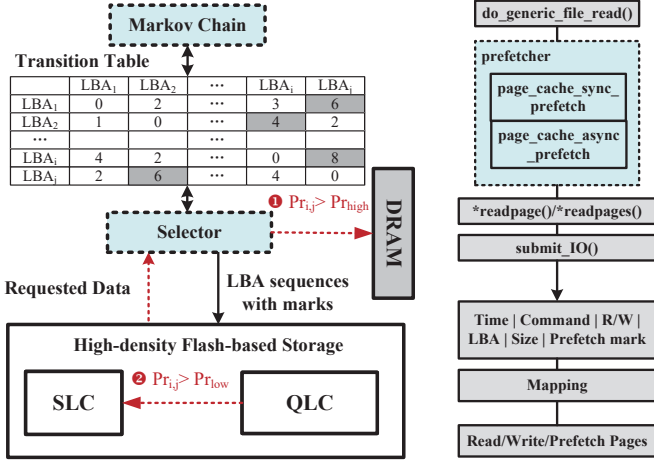 Markov Chain
Transition Table
LBA1 LBA2 ··· LBAi LBAj
LBA1 0 2 3 6
LBA2 1 0 4 2
···
LBAi 4 2 0 8
LBAj 2 6 4 0
❶ Pri,j> Prhigh
Selector
DRAM
Requested Data
LBA sequences
with marks
High-density Flash-based Storage
❷ Pri,j> Prlow
SLC
QLC
do_generic_file_read()
prefetcher
page_cache_sync_
prefetch
page_cache_async
_prefetch
*readpage()/*readpages()
submit_IO()
Time | Command | R/W |
LBA | Size | Prefetch mark
Mapping
Read/Write/Prefetch Pages